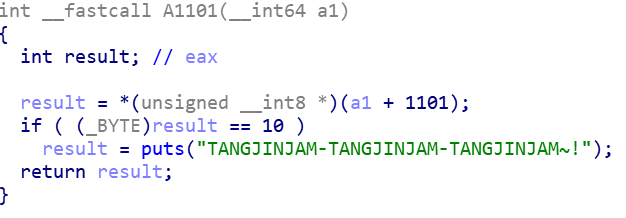 int __fastcall A1101(__int64 a1)
{
  int result; // eax

  result = *(unsigned __int8 *)(a1 + 1101);
  if ( (_BYTE)result == 10 )
    result = puts("TANGJINJAM-TANGJINJAM-TANGJINJAM~!");
  return result;
}